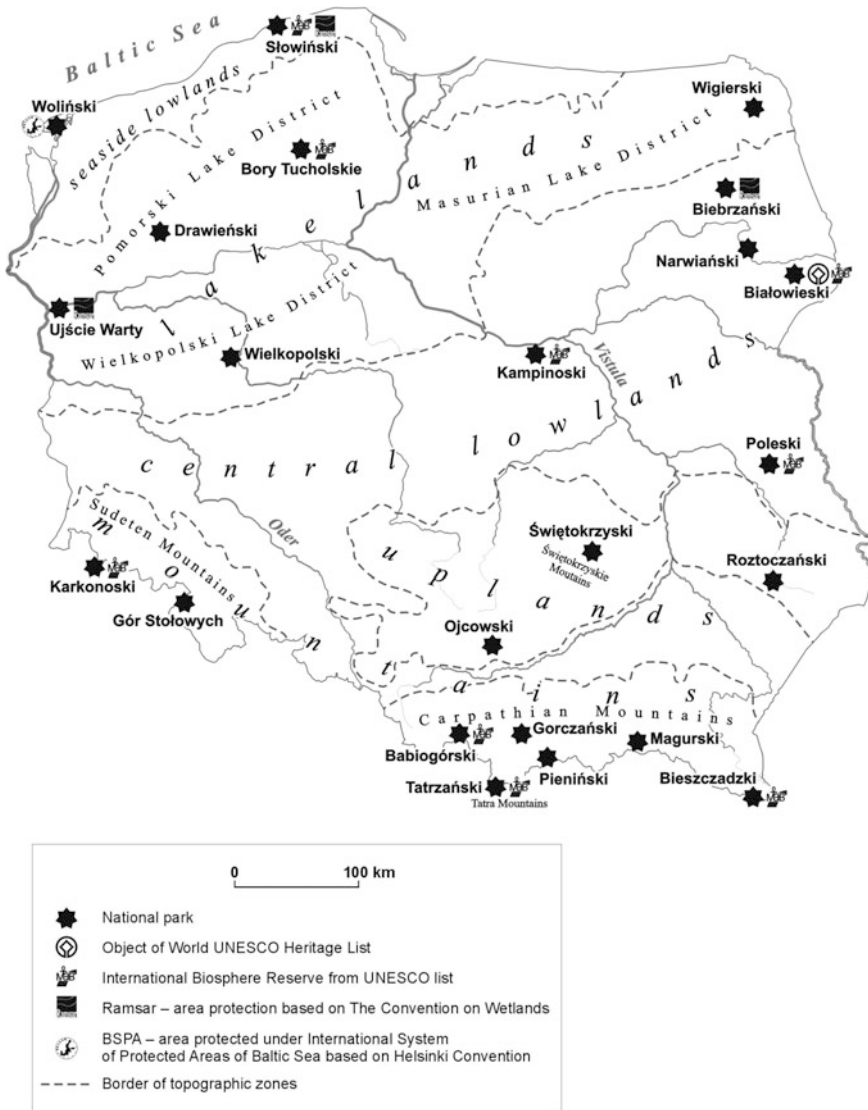 Baltic Sea
Słowiński
Woliński
seaside lowlands
Wigierski
Pomorski Lake District
Bory Tucholskie
lakelands
Masurian Lake District
Biebrzański
Drawieński
Narwiański
Białowieski
Ujście Warty
Wielkopolski Lake District
Wielkopolski
Kampinoski
Vistula
central lowlands
Poleski
Sudeten Mountains
Oder
Świętokrzyski
Świętokrzyskie
Moutains
uplands
Karkonoski
Roztoczański
Gór Stołowych
Ojcowski
mountains
Carpathian Mountains
Gorczański
Babiogórski
Magurski
Pieniński
Tatrzański
Tatra Mountains
Bieszczadzki
0 100 km
National park
Object of World UNESCO Heritage List
International Biosphere Reserve from UNESCO list
Ramsar – area protection based on The Convention on Wetlands
BSPA – area protected under International System
of Protected Areas of Baltic Sea based on Helsinki Convention
Border of topographic zones